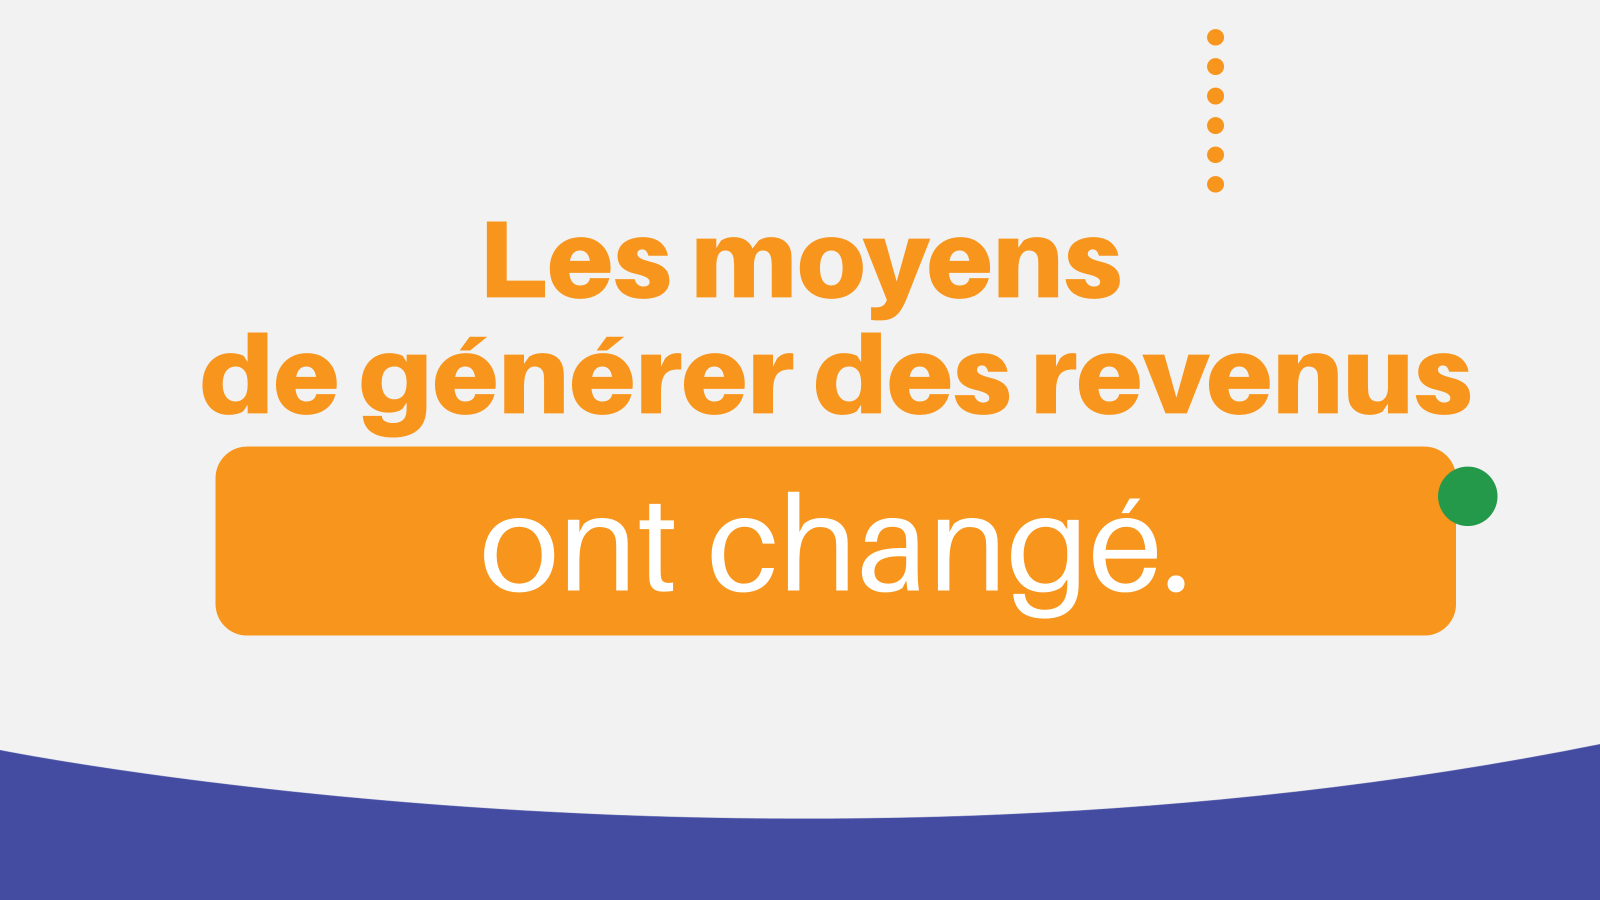 Les moyens
de générer des revenus
ont changé.